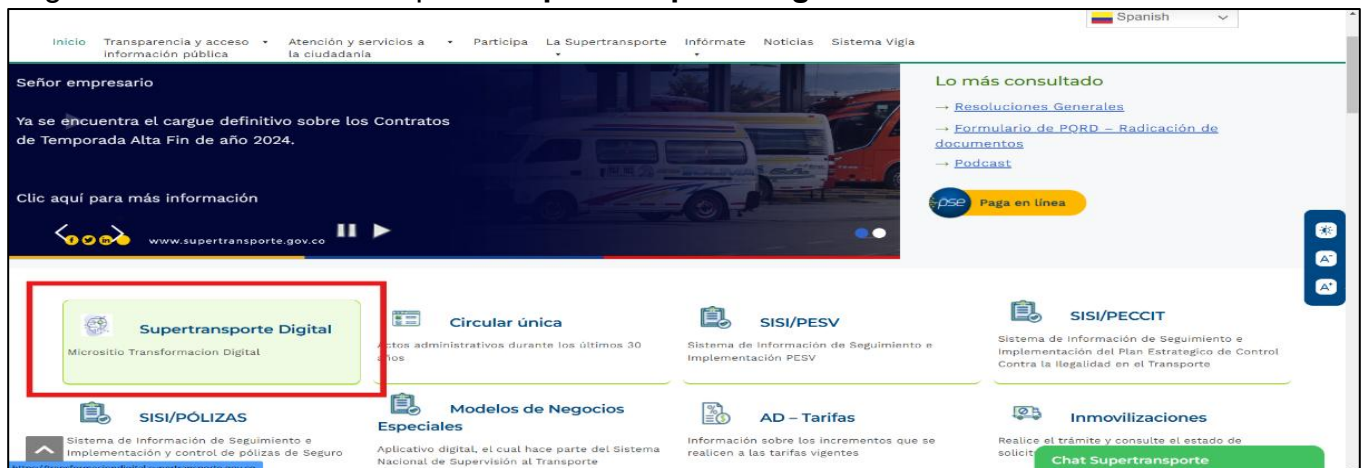 Spanish
Inicio Transparencia y acceso información pública Atención y servicios a la ciudadanía Participa La Supertransporte Infórmate Noticias Sistema Vigía
Señor empresario
Ya se encuentra el cargue definitivo sobre los Contratos
de Temporada Alta Fin de año 2024.
Clic aquí para más información
www.supertransporte.gov.co
Lo más consultado
→ Resoluciones Generales
→ Formulario de PQRD – Radicación de
documentos
→ Podcast
pse Paga en línea
A-
A+
Supertransporte Digital
Micrositio Transformacion Digital
Circular única
Actos administrativos durante los últimos 30
años
SISI/PESV
Sistema de Información de Seguimiento e
Implementación PESV
SISI/PECCIT
Sistema de Información de Seguimiento e
Implementación del Plan Estrategico de Control
Contra la Ilegalidad en el Transporte
SISI/PÓLIZAS
Sistema de Información de Seguimiento e
Implementación y control de pólizas de Seguro
Modelos de Negocios
Especiales
Aplicativo digital, el cual hace parte del Sistema
Nacional de Supervisión al Transporte
AD – Tarifas
Información sobre los incrementos que se
realicen a las tarifas vigentes
Inmovilizaciones
Realice el trámite y consulte el estado de
Chat Supertransporte